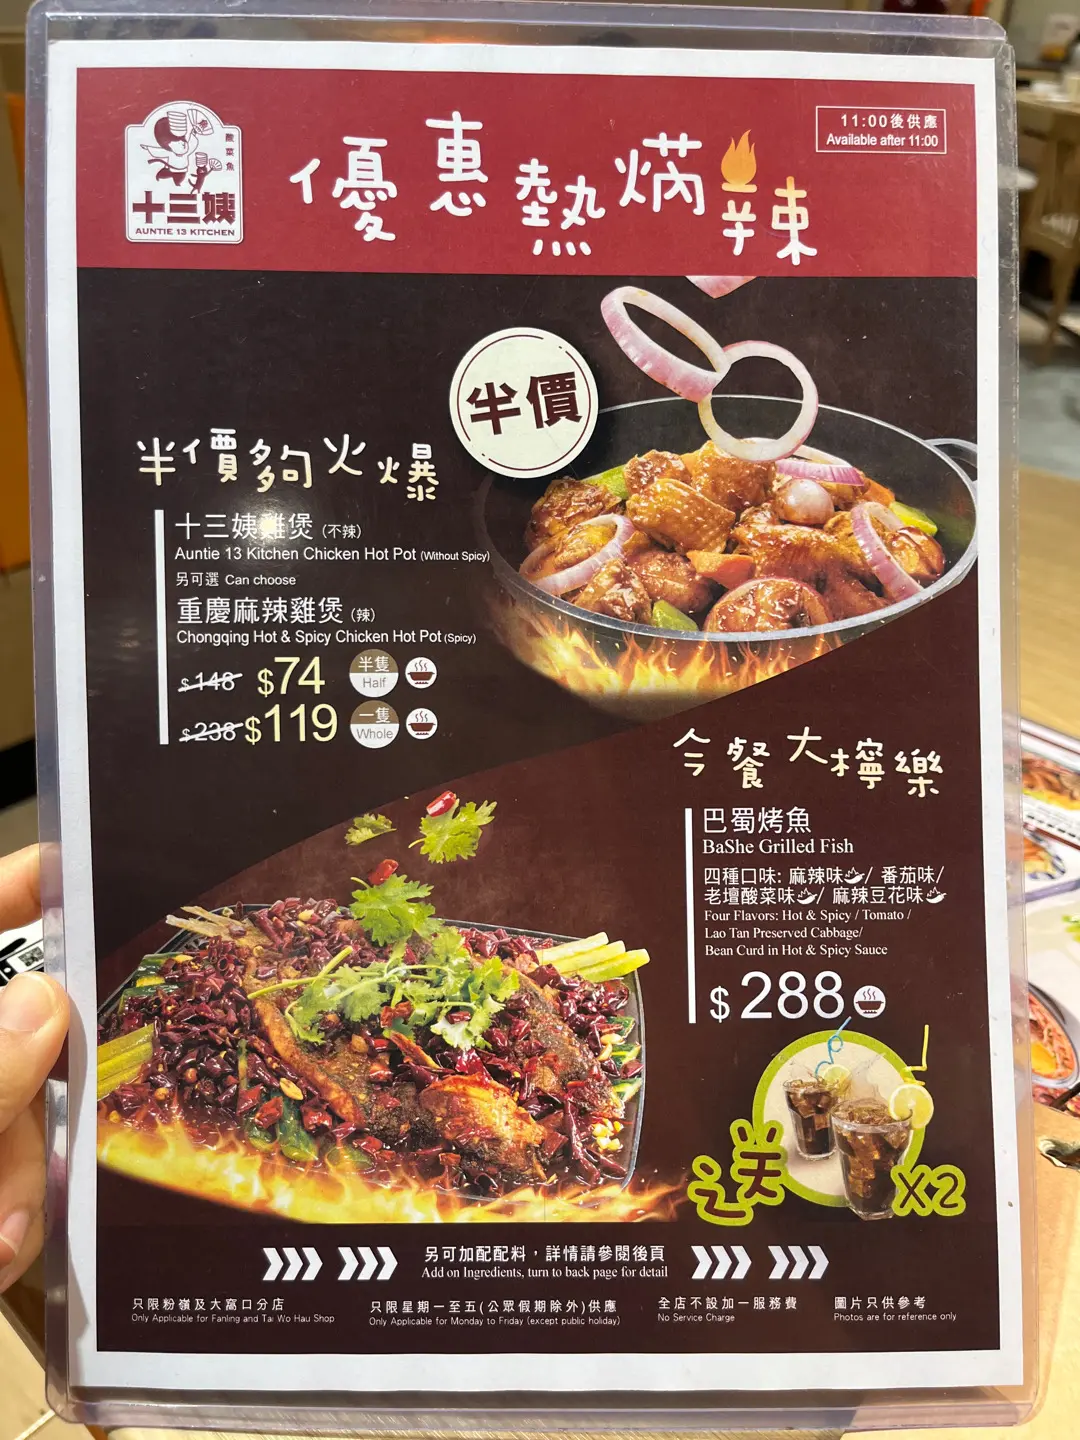 酸菜魚
十三姨
AUNTIE 13 KITCHEN
優惠熱焫辣
11:00後供應
Available after 11:00
半價
半價夠火爆
十三姨雞煲 (不辣)
Auntie 13 Kitchen Chicken Hot Pot (Without Spicy)
另可選 Can choose
重慶麻辣雞煲 (辣)
Chongqing Hot & Spicy Chicken Hot Pot (Spicy)
$148 $74 半隻 Half
$238 $119 一隻 Whole
今餐大檸樂
巴蜀烤魚
BaShe Grilled Fish
四種口味: 麻辣味/ 番茄味/
老壇酸菜味/ 麻辣豆花味
Four Flavors: Hot & Spicy / Tomato /
Lao Tan Preserved Cabbage/
Bean Curd in Hot & Spicy Sauce
$288
送 X2
另可加配配料，詳情請參閱後頁
Add on Ingredients, turn to back page for detail
只限粉嶺及大窩口分店
Only Applicable for Fanling and Tai Wo Hau Shop
只限星期一至五(公眾假期除外)供應
Only Applicable for Monday to Friday (except public holiday)
全店不設加一服務費
No Service Charge
圖片只供參考
Photos are for reference only